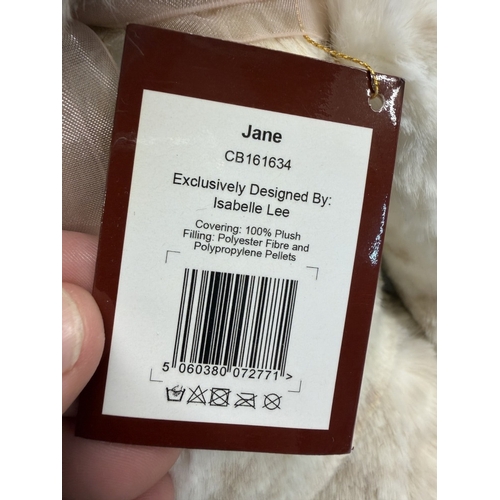 Jane
CB161634
Exclusively Designed By:
Isabelle Lee
Covering: 100% Plush
Filling: Polyester Fibre and
Polypropylene Pellets
5 060380 072771 >